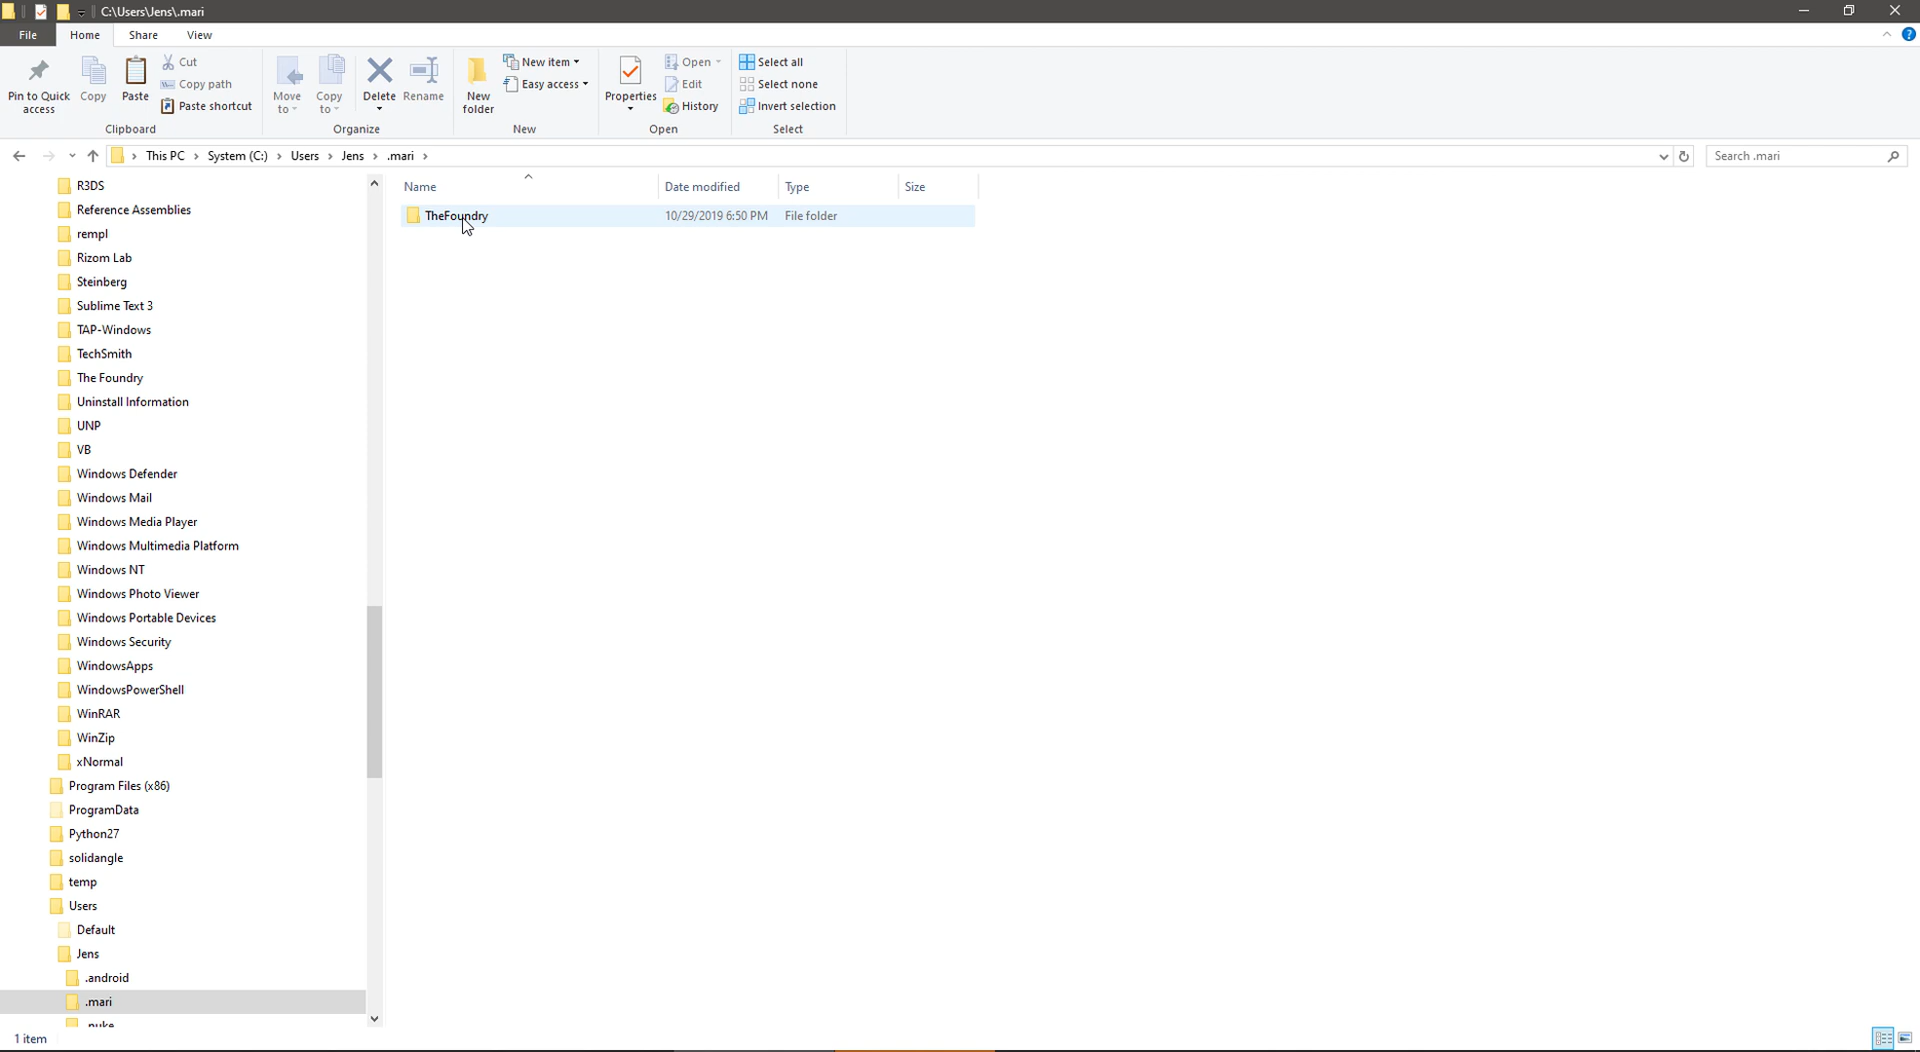 C:\Users\Jens\.mari
File Home Share View
Pin to Quick access
Copy
Paste
Cut
Copy path
Paste shortcut
Clipboard
Move to
Copy to
Delete
Rename
Organize
New folder
New item
Easy access
New
Properties
Open
Edit
History
Open
Select all
Select none
Invert selection
Select
This PC › System (C:) › Users › Jens › .mari ›
Search .mari
Name Date modified Type Size
TheFoundry 10/29/2019 6:50 PM File folder
R3DS
Reference Assemblies
rempl
Rizom Lab
Steinberg
Sublime Text 3
TAP-Windows
TechSmith
The Foundry
Uninstall Information
UNP
VB
Windows Defender
Windows Mail
Windows Media Player
Windows Multimedia Platform
Windows NT
Windows Photo Viewer
Windows Portable Devices
Windows Security
WindowsApps
WindowsPowerShell
WinRAR
WinZip
xNormal
Program Files (x86)
ProgramData
Python27
solidangle
temp
Users
Default
Jens
.android
.mari
.nuke
1 item